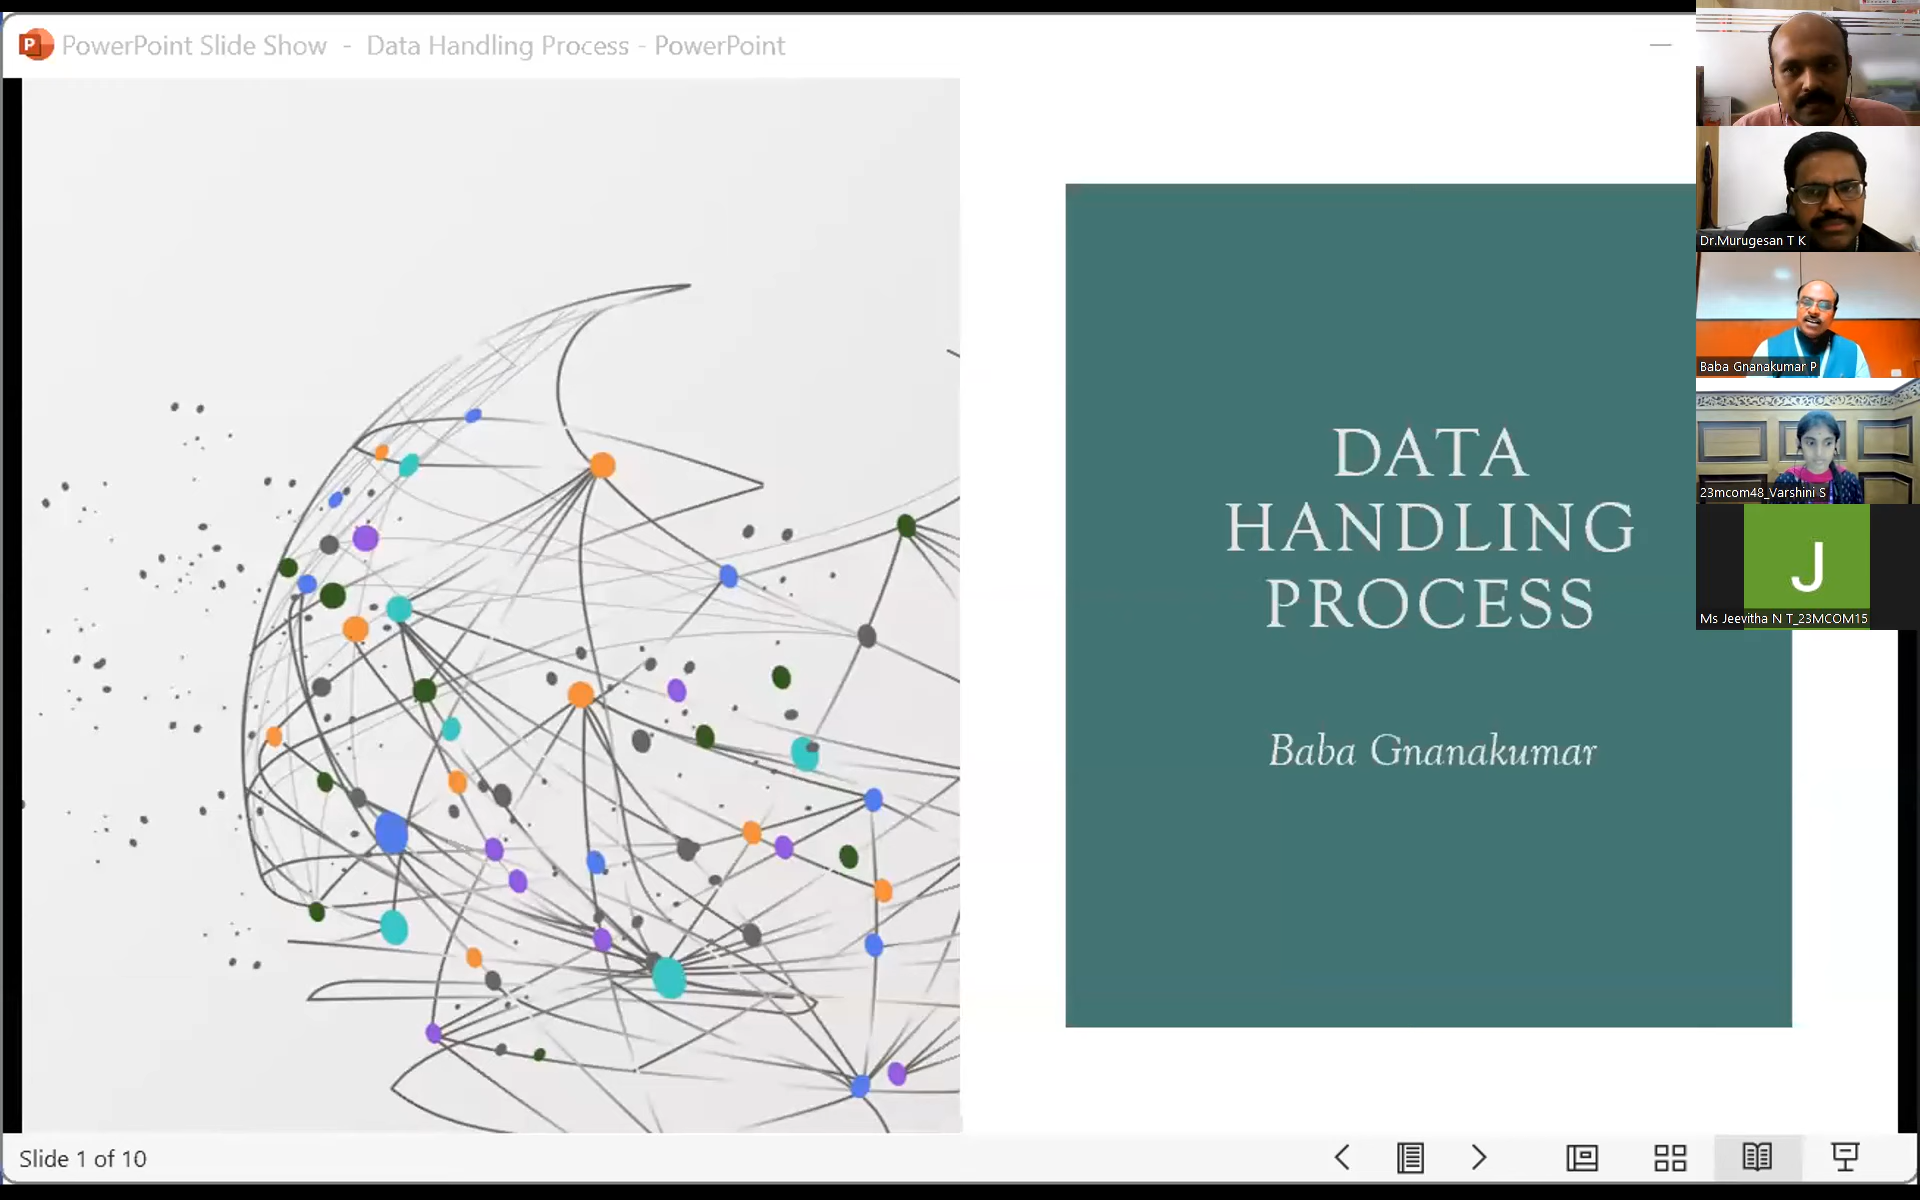 PowerPoint Slide Show - Data Handling Process - PowerPoint
DATA
HANDLING
PROCESS
Baba Gnanakumar
Dr.Murugesan T K
Baba Gnanakumar P
23mcom48_Varshini S
J
Ms Jeevitha N T_23MCOM15
Slide 1 of 10